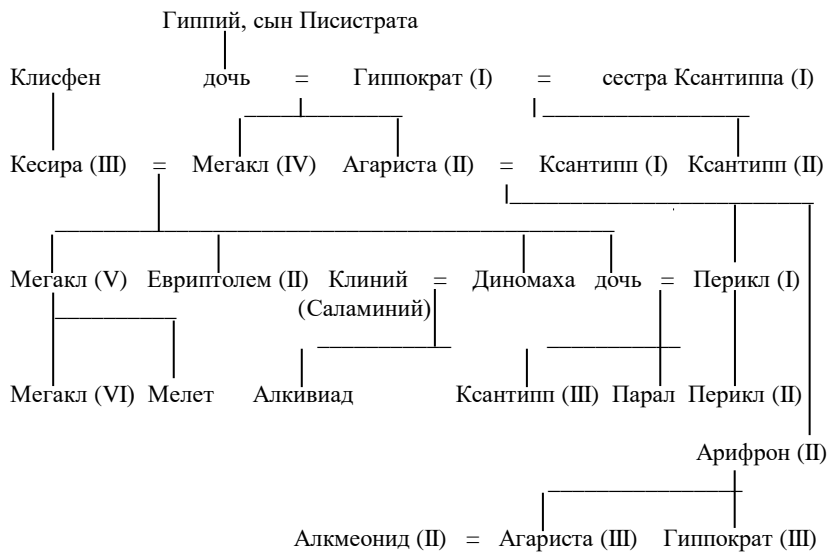 Гиппий, сын Писистрата
Клисфен дочь = Гиппократ (I) = сестра Ксантиппа (I)
Кесира (III) = Мегакл (IV) Агариста (II) = Ксантипп (I) Ксантипп (II)
Мегакл (V) Евриптолем (II) Клиний = Диномаха дочь = Перикл (I)
(Саламиний)
Мегакл (VI) Мелет Алкивиад Ксантипп (III) Парал Перикл (II)
Арифрон (II)
Алкмеонид (II) = Агариста (III) Гиппократ (III)